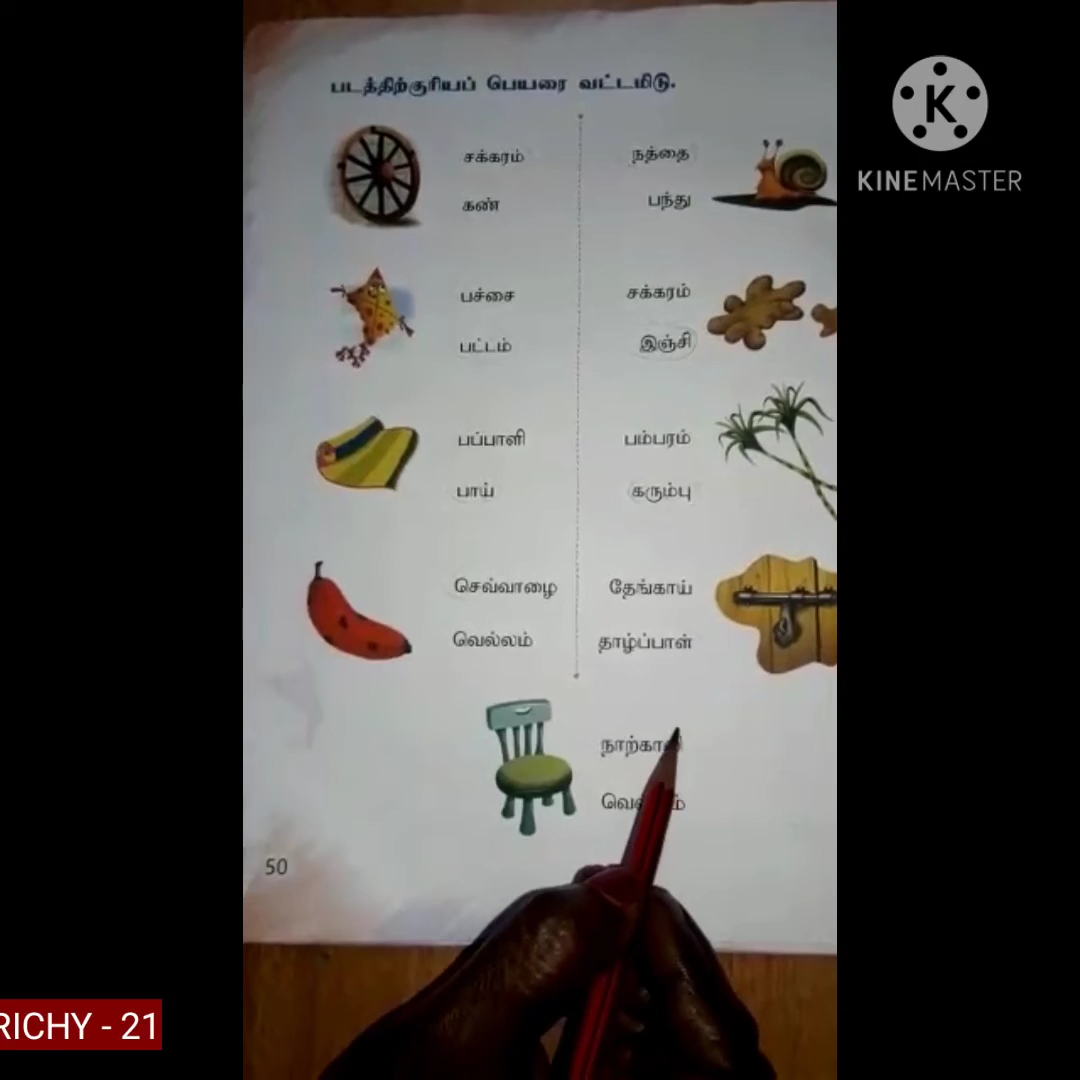 படத்திற்குரியப் பெயரை வட்டமிடு.
சக்கரம்
கண்
நத்தை
பந்து
பச்சை
பட்டம்
சக்கரம்
இஞ்சி
பப்பாளி
பாய்
பம்பரம்
கரும்பு
செவ்வாழை
வெல்லம்
தேங்காய்
தாழ்ப்பாள்
நாற்காலி
50
K
KINEMASTER
RICHY - 21